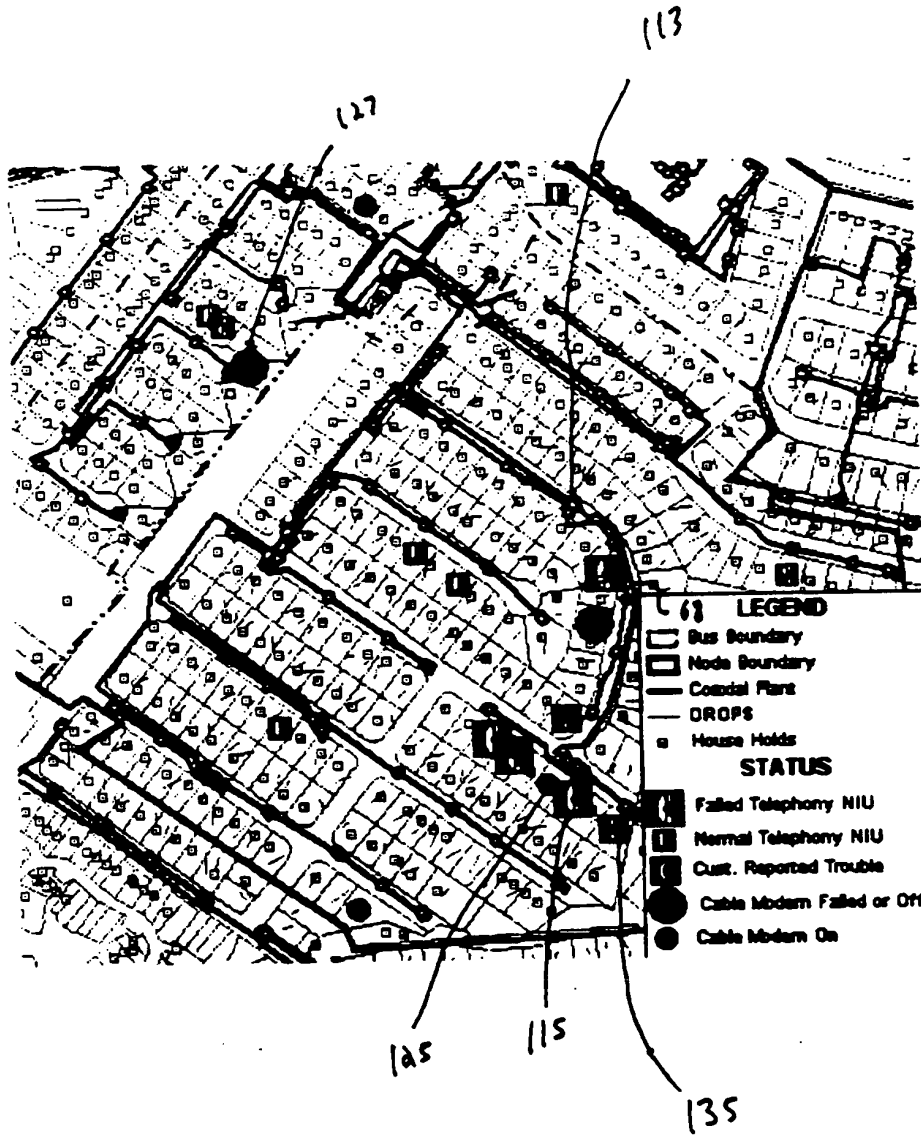 113
127
68 LEGEND
Bus Boundary
Node Boundary
Coaxial Plant
DROPS
House Holds
STATUS
Failed Telephony NIU
Normal Telephony NIU
Cust. Reported Trouble
Cable Modem Failed or Off
Cable Modem On
125
115
135